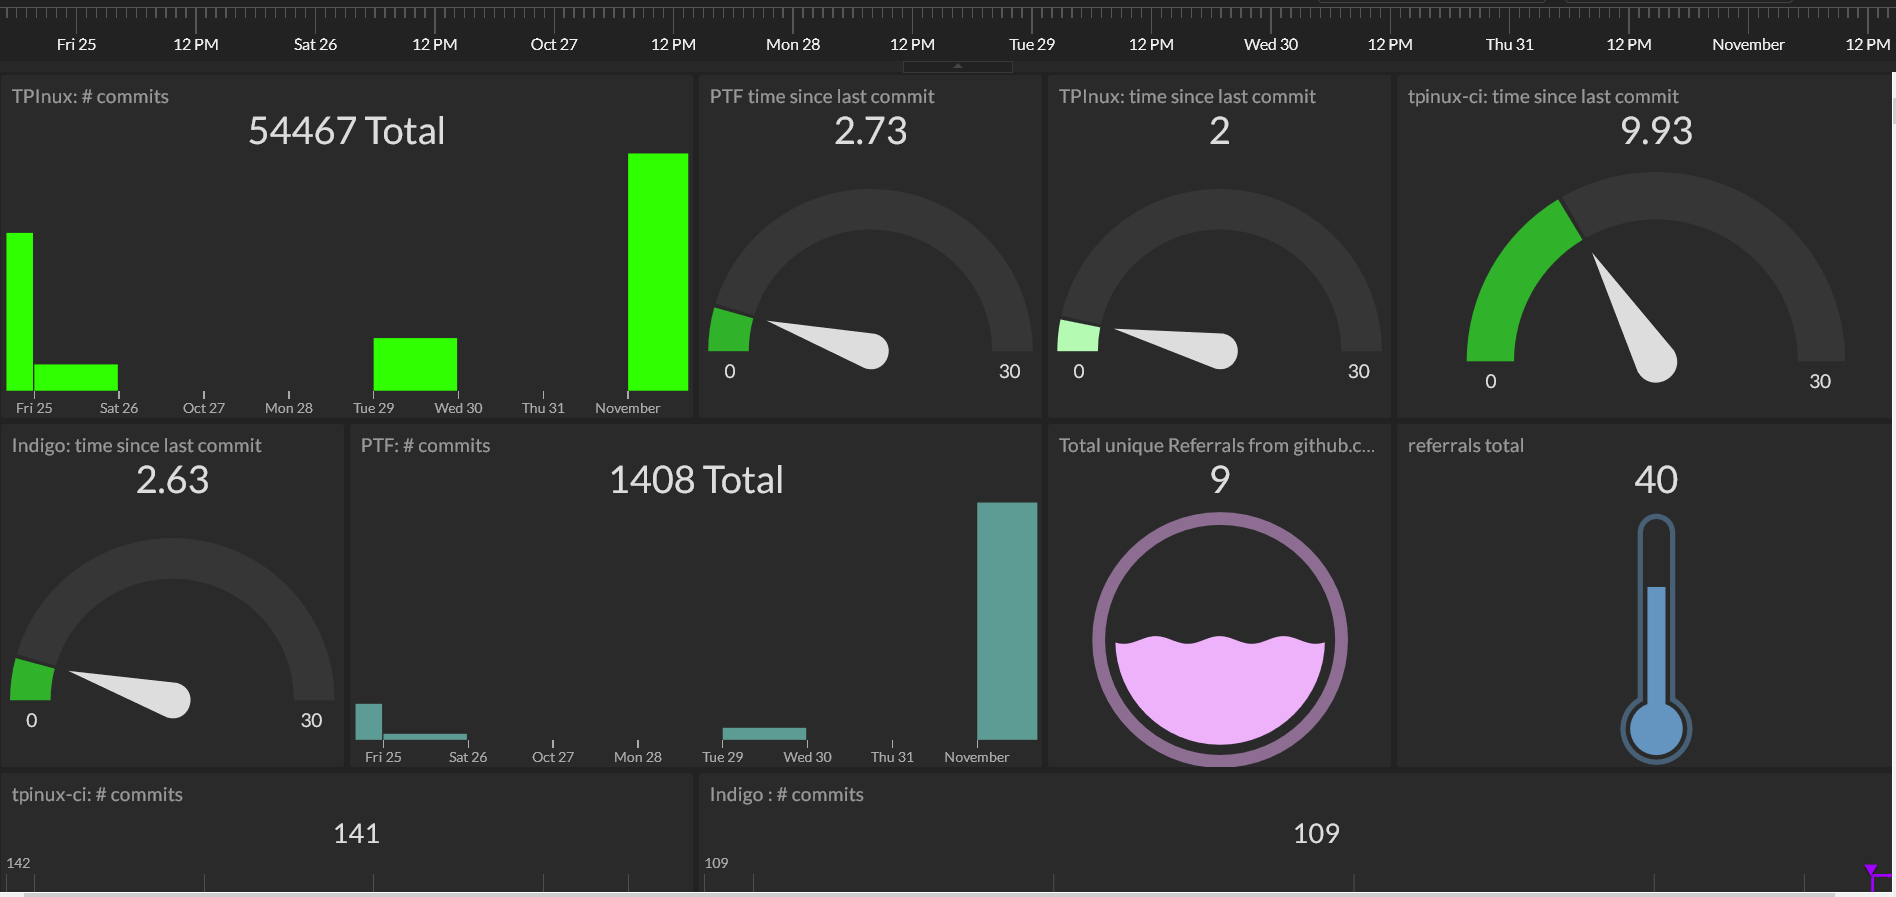 Fri 25 12 PM Sat 26 12 PM Oct 27 12 PM Mon 28 12 PM Tue 29 12 PM Wed 30 12 PM Thu 31 12 PM November 12 PM
TPInux: # commits
54467 Total
Fri 25 Sat 26 Oct 27 Mon 28 Tue 29 Wed 30 Thu 31 November
PTF time since last commit
2.73
0 30
TPInux: time since last commit
2
0 30
tpinux-ci: time since last commit
9.93
0 30
Indigo: time since last commit
2.63
0 30
PTF: # commits
1408 Total
Fri 25 Sat 26 Oct 27 Mon 28 Tue 29 Wed 30 Thu 31 November
Total unique Referrals from github.c...
9
referrals total
40
tpinux-ci: # commits
141
142
Indigo : # commits
109
109